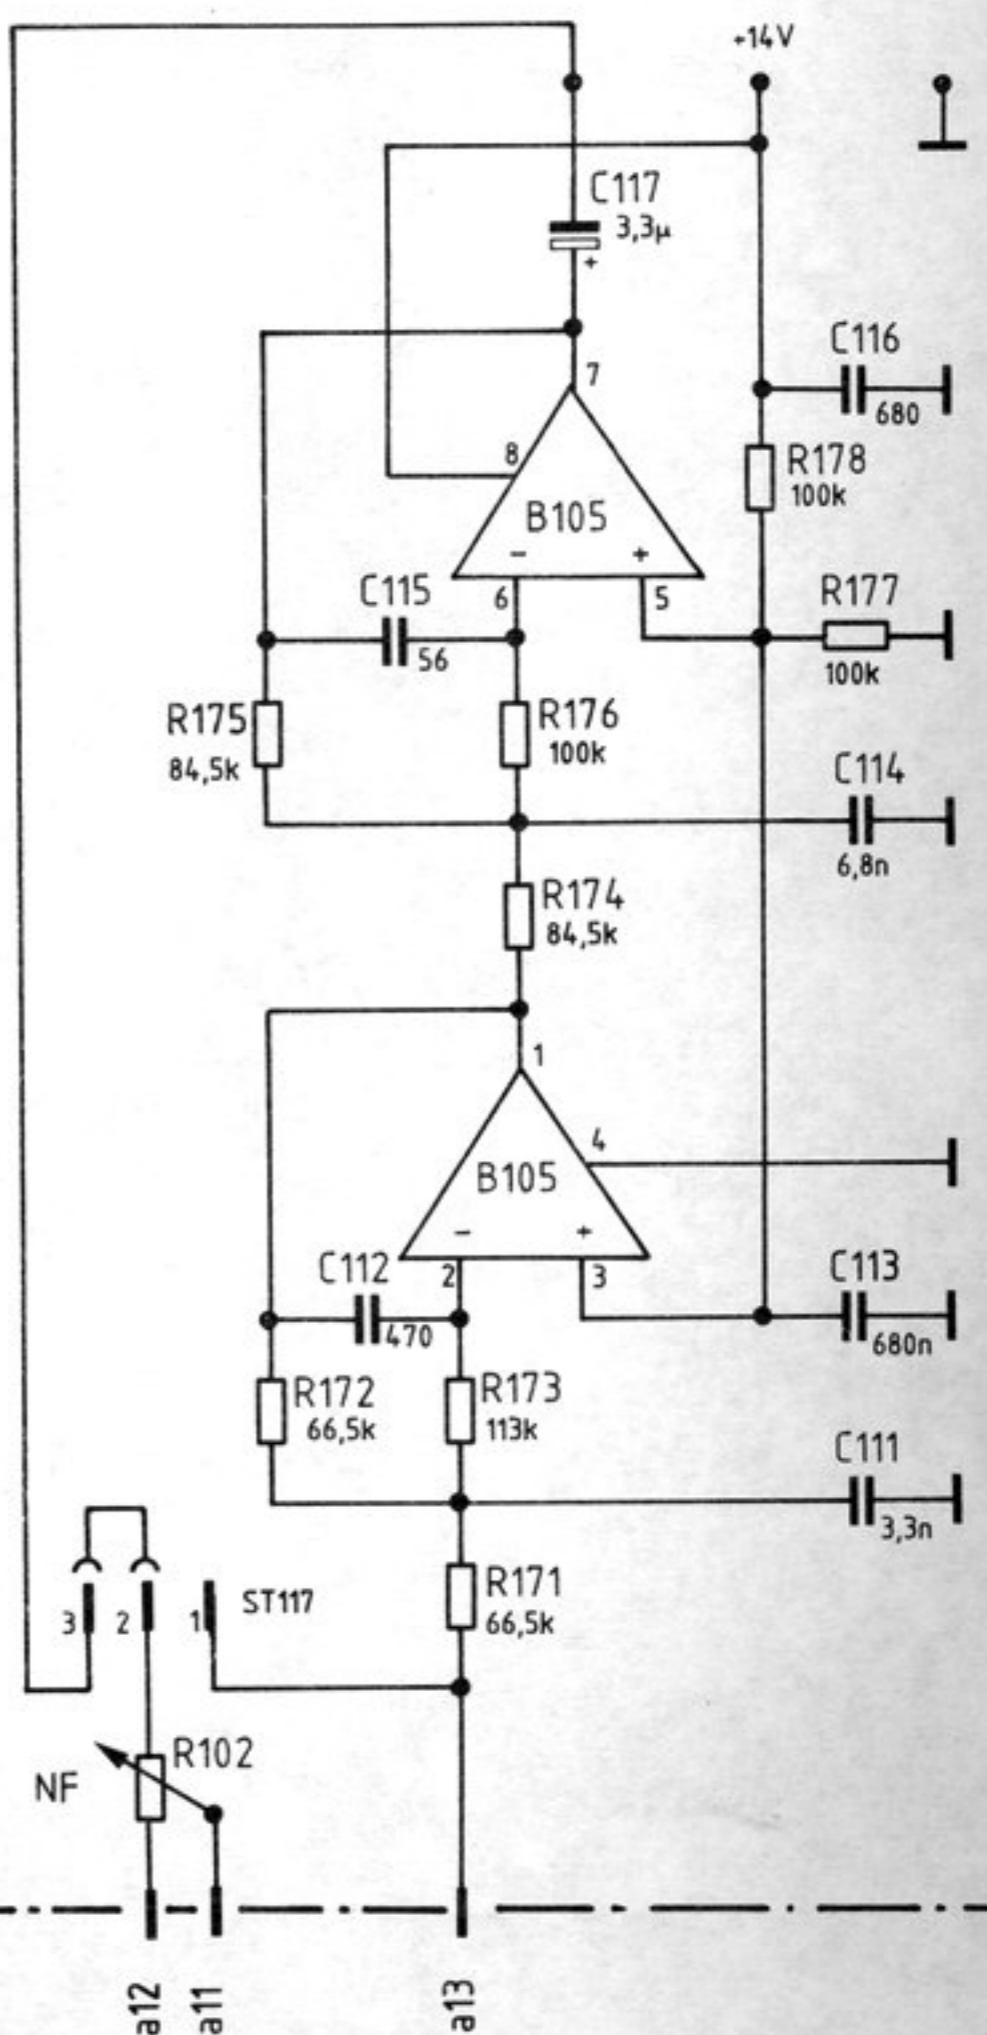 +14V
C117
3,3µ
+
7
C116
680
8
R178
100k
B105
-
+
C115
6
5
R177
56
100k
R175
84,5k
R176
100k
C114
6,8n
R174
84,5k
1
4
B105
-
+
C112
2
3
C113
470
680n
R172
66,5k
R173
113k
C111
3,3n
R171
66,5k
ST117
3
2
1
R102
NF
a12
a11
a13